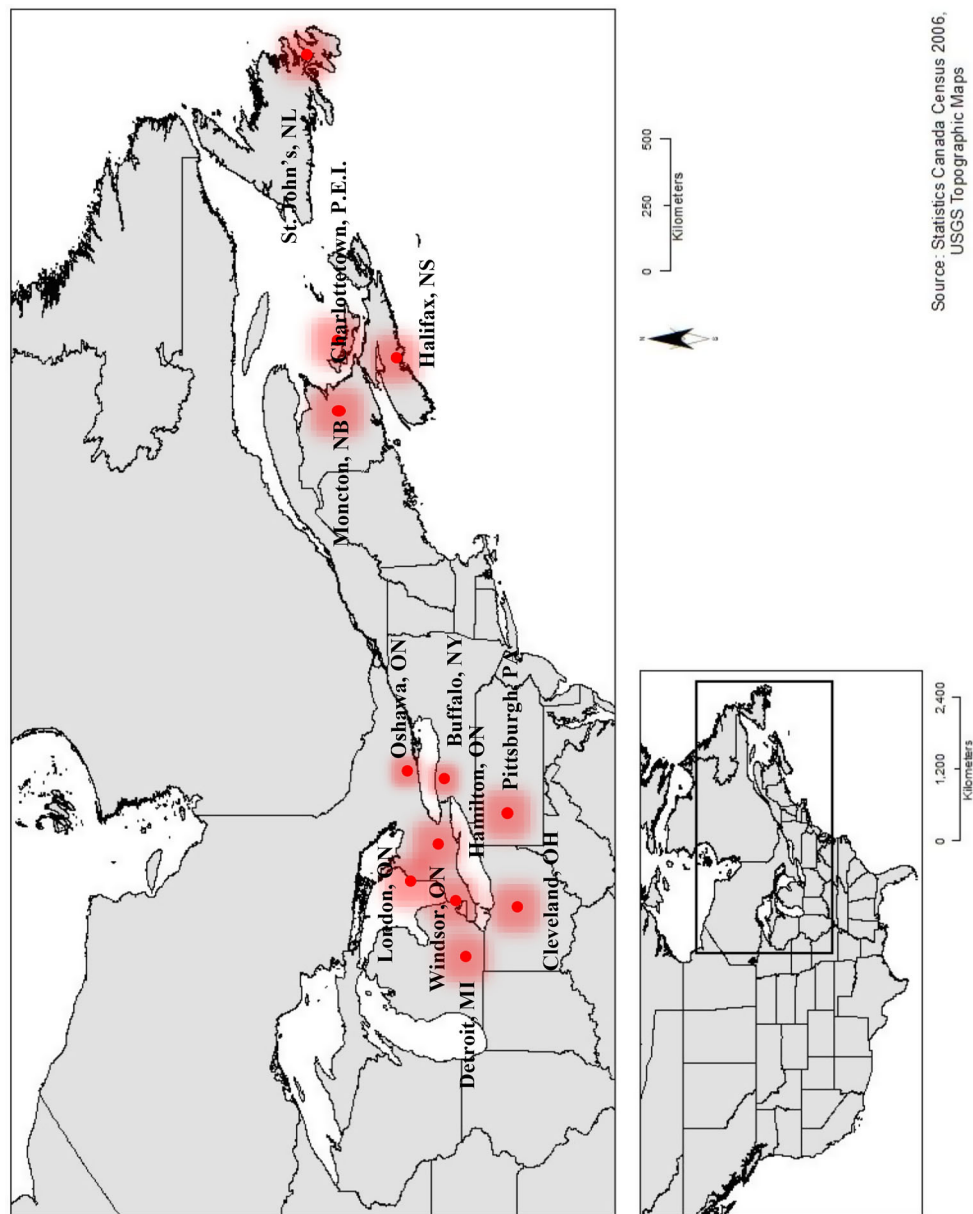 St. John's, NL
Charlottetown, P.E.I.
Halifax, NS
Moncton, NB
Oshawa, ON
Buffalo, NY
Hamilton, ON
Pittsburgh, PA
London, ON
Windsor, ON
Cleveland, OH
Detroit, MI
N
S
0 250 500
Kilometers
0 1,200 2,400
Kilometers
Source: Statistics Canada Census 2006,
USGS Topographic Maps